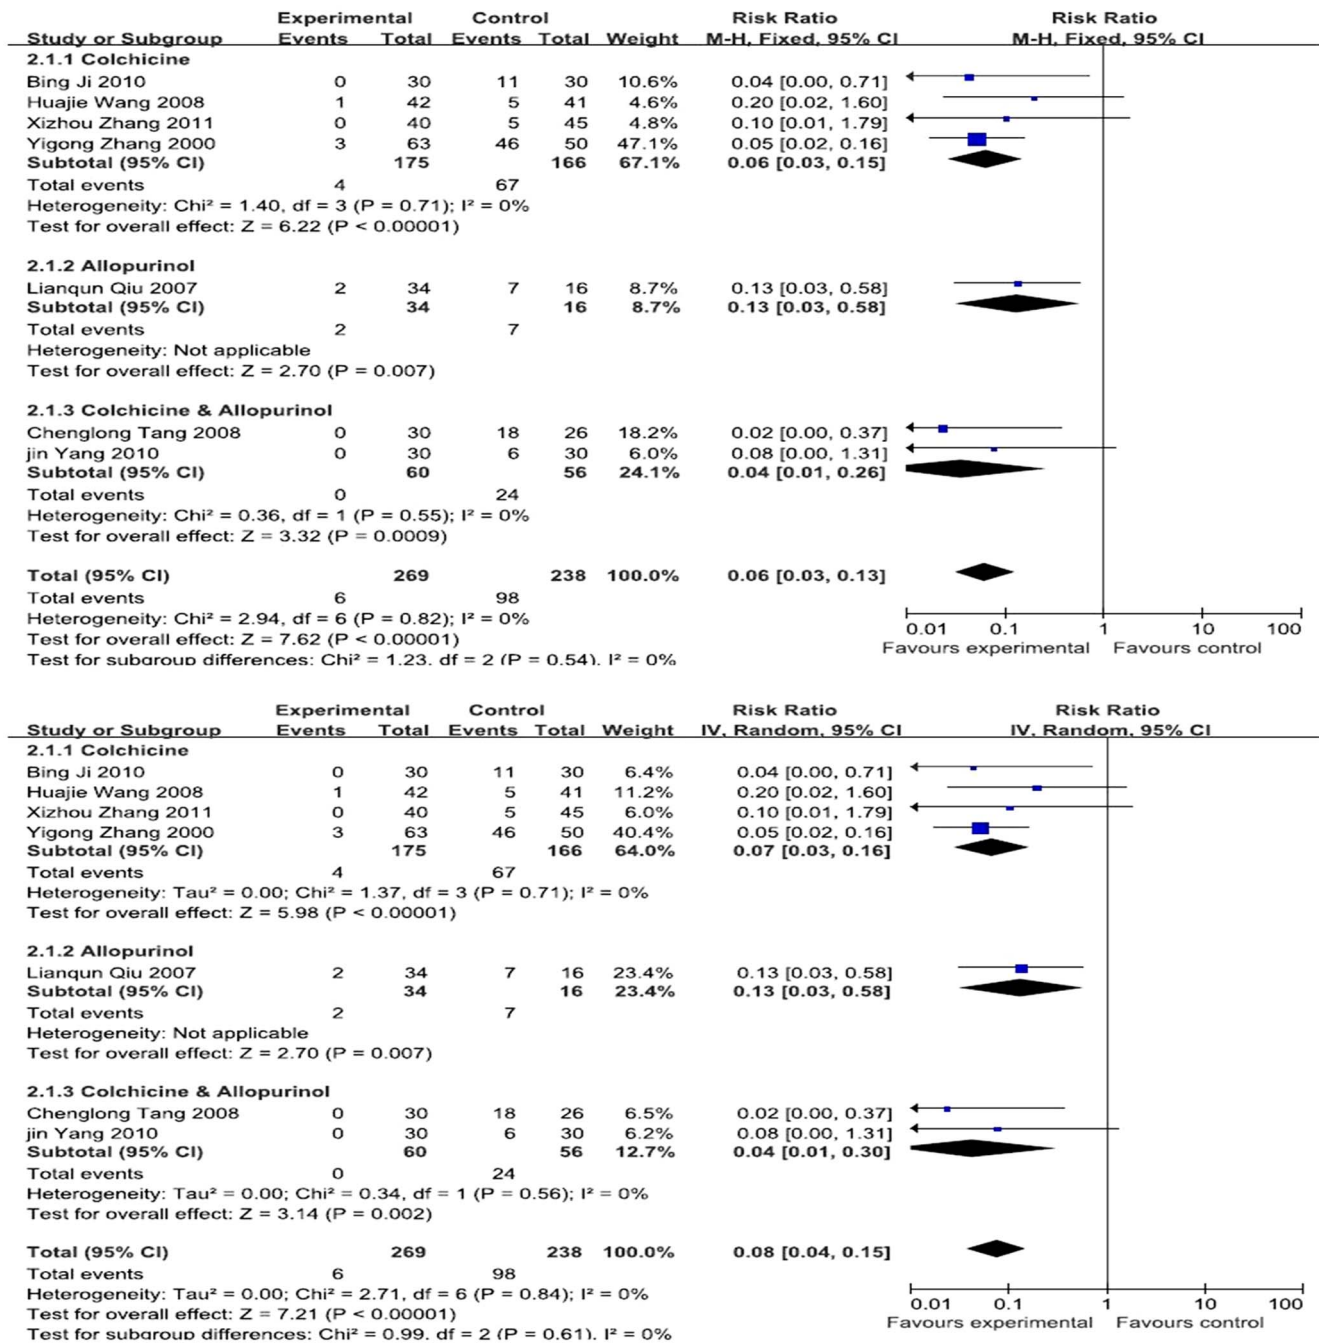 Experimental Control Risk Ratio Risk Ratio
Study or Subgroup Events Total Events Total Weight M-H, Fixed, 95% CI M-H, Fixed, 95% CI
2.1.1 Colchicine
Bing Ji 2010 0 30 11 30 10.6% 0.04 [0.00, 0.71]
Huajie Wang 2008 1 42 5 41 4.6% 0.20 [0.02, 1.60]
Xizhou Zhang 2011 0 40 5 45 4.8% 0.10 [0.01, 1.79]
Yigong Zhang 2000 3 63 46 50 47.1% 0.05 [0.02, 0.16]
Subtotal (95% CI) 175 166 67.1% 0.06 [0.03, 0.15]
Total events 4 67
Heterogeneity: Chi² = 1.40, df = 3 (P = 0.71); I² = 0%
Test for overall effect: Z = 6.22 (P < 0.00001)
2.1.2 Allopurinol
Lianqun Qiu 2007 2 34 7 16 8.7% 0.13 [0.03, 0.58]
Subtotal (95% CI) 34 16 8.7% 0.13 [0.03, 0.58]
Total events 2 7
Heterogeneity: Not applicable
Test for overall effect: Z = 2.70 (P = 0.007)
2.1.3 Colchicine & Allopurinol
Chenglong Tang 2008 0 30 18 26 18.2% 0.02 [0.00, 0.37]
jin Yang 2010 0 30 6 30 6.0% 0.08 [0.00, 1.31]
Subtotal (95% CI) 60 56 24.1% 0.04 [0.01, 0.26]
Total events 0 24
Heterogeneity: Chi² = 0.36, df = 1 (P = 0.55); I² = 0%
Test for overall effect: Z = 3.32 (P = 0.0009)
Total (95% CI) 269 238 100.0% 0.06 [0.03, 0.13]
Total events 6 98
Heterogeneity: Chi² = 2.94, df = 6 (P = 0.82); I² = 0%
Test for overall effect: Z = 7.62 (P < 0.00001)
Test for subgroup differences: Chi² = 1.23. df = 2 (P = 0.54). I² = 0%
0.01 0.1 1 10 100
Favours experimental Favours control
Experimental Control Risk Ratio Risk Ratio
Study or Subgroup Events Total Events Total Weight IV, Random, 95% CI IV, Random, 95% CI
2.1.1 Colchicine
Bing Ji 2010 0 30 11 30 6.4% 0.04 [0.00, 0.71]
Huajie Wang 2008 1 42 5 41 11.2% 0.20 [0.02, 1.60]
Xizhou Zhang 2011 0 40 5 45 6.0% 0.10 [0.01, 1.79]
Yigong Zhang 2000 3 63 46 50 40.4% 0.05 [0.02, 0.16]
Subtotal (95% CI) 175 166 64.0% 0.07 [0.03, 0.16]
Total events 4 67
Heterogeneity: Tau² = 0.00; Chi² = 1.37, df = 3 (P = 0.71); I² = 0%
Test for overall effect: Z = 5.98 (P < 0.00001)
2.1.2 Allopurinol
Lianqun Qiu 2007 2 34 7 16 23.4% 0.13 [0.03, 0.58]
Subtotal (95% CI) 34 16 23.4% 0.13 [0.03, 0.58]
Total events 2 7
Heterogeneity: Not applicable
Test for overall effect: Z = 2.70 (P = 0.007)
2.1.3 Colchicine & Allopurinol
Chenglong Tang 2008 0 30 18 26 6.5% 0.02 [0.00, 0.37]
jin Yang 2010 0 30 6 30 6.2% 0.08 [0.00, 1.31]
Subtotal (95% CI) 60 56 12.7% 0.04 [0.01, 0.30]
Total events 0 24
Heterogeneity: Tau² = 0.00; Chi² = 0.34, df = 1 (P = 0.56); I² = 0%
Test for overall effect: Z = 3.14 (P = 0.002)
Total (95% CI) 269 238 100.0% 0.08 [0.04, 0.15]
Total events 6 98
Heterogeneity: Tau² = 0.00; Chi² = 2.71, df = 6 (P = 0.84); I² = 0%
Test for overall effect: Z = 7.21 (P < 0.00001)
Test for subgroup differences: Chi² = 0.99. df = 2 (P = 0.61). I² = 0%
0.01 0.1 1 10 100
Favours experimental Favours control